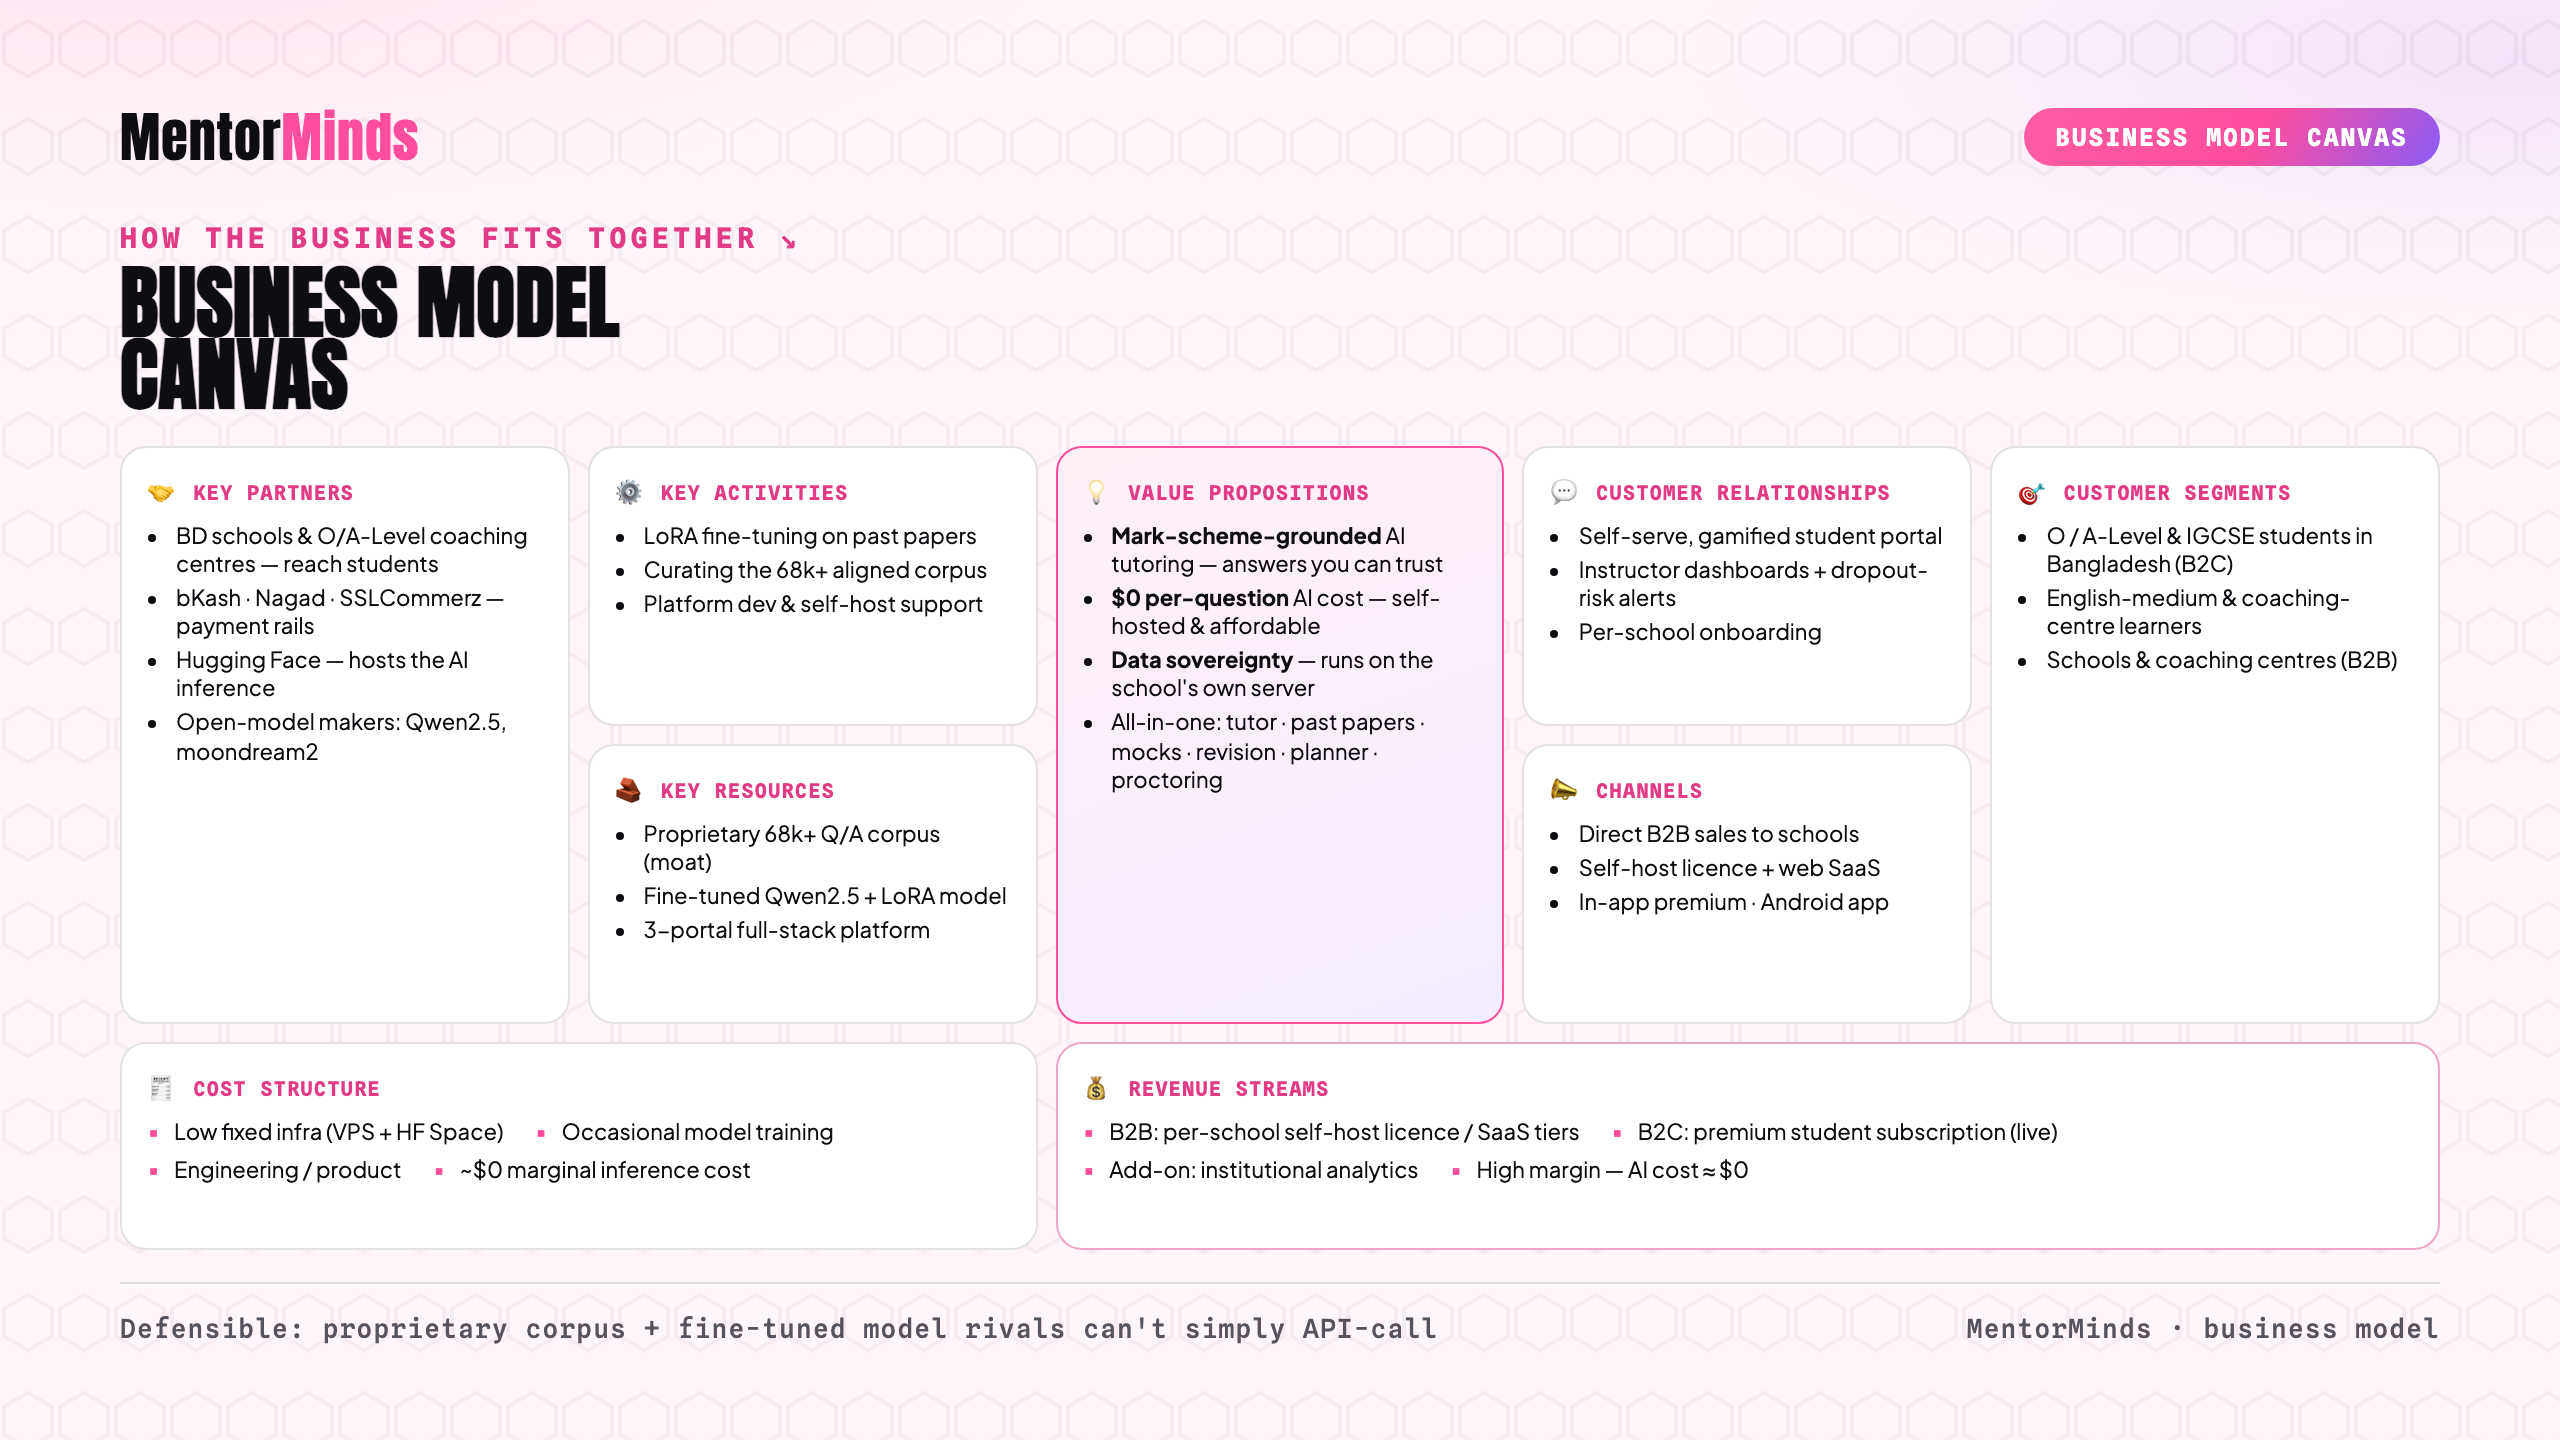 MentorMinds
BUSINESS MODEL CANVAS
HOW THE BUSINESS FITS TOGETHER ↘
BUSINESS MODEL
CANVAS
KEY PARTNERS
• BD schools & O/A-Level coaching
centres — reach students
• bKash · Nagad · SSLCommerz —
payment rails
• Hugging Face — hosts the AI
inference
• Open-model makers: Qwen2.5,
moondream2
KEY ACTIVITIES
• LoRA fine-tuning on past papers
• Curating the 68k+ aligned corpus
• Platform dev & self-host support
KEY RESOURCES
• Proprietary 68k+ Q/A corpus
(moat)
• Fine-tuned Qwen2.5 + LoRA model
• 3-portal full-stack platform
VALUE PROPOSITIONS
• Mark-scheme-grounded AI
tutoring — answers you can trust
• $0 per-question AI cost — self-
hosted & affordable
• Data sovereignty — runs on the
school's own server
• All-in-one: tutor · past papers ·
mocks · revision · planner ·
proctoring
CUSTOMER RELATIONSHIPS
• Self-serve, gamified student portal
• Instructor dashboards + dropout-
risk alerts
• Per-school onboarding
CHANNELS
• Direct B2B sales to schools
• Self-host licence + web SaaS
• In-app premium · Android app
CUSTOMER SEGMENTS
• O / A-Level & IGCSE students in
Bangladesh (B2C)
• English-medium & coaching-
centre learners
• Schools & coaching centres (B2B)
COST STRUCTURE
▪ Low fixed infra (VPS + HF Space) ▪ Occasional model training
▪ Engineering / product ▪ ~$0 marginal inference cost
REVENUE STREAMS
▪ B2B: per-school self-host licence / SaaS tiers ▪ B2C: premium student subscription (live)
▪ Add-on: institutional analytics ▪ High margin — AI cost ≈ $0
Defensible: proprietary corpus + fine-tuned model rivals can't simply API-call
MentorMinds · business model